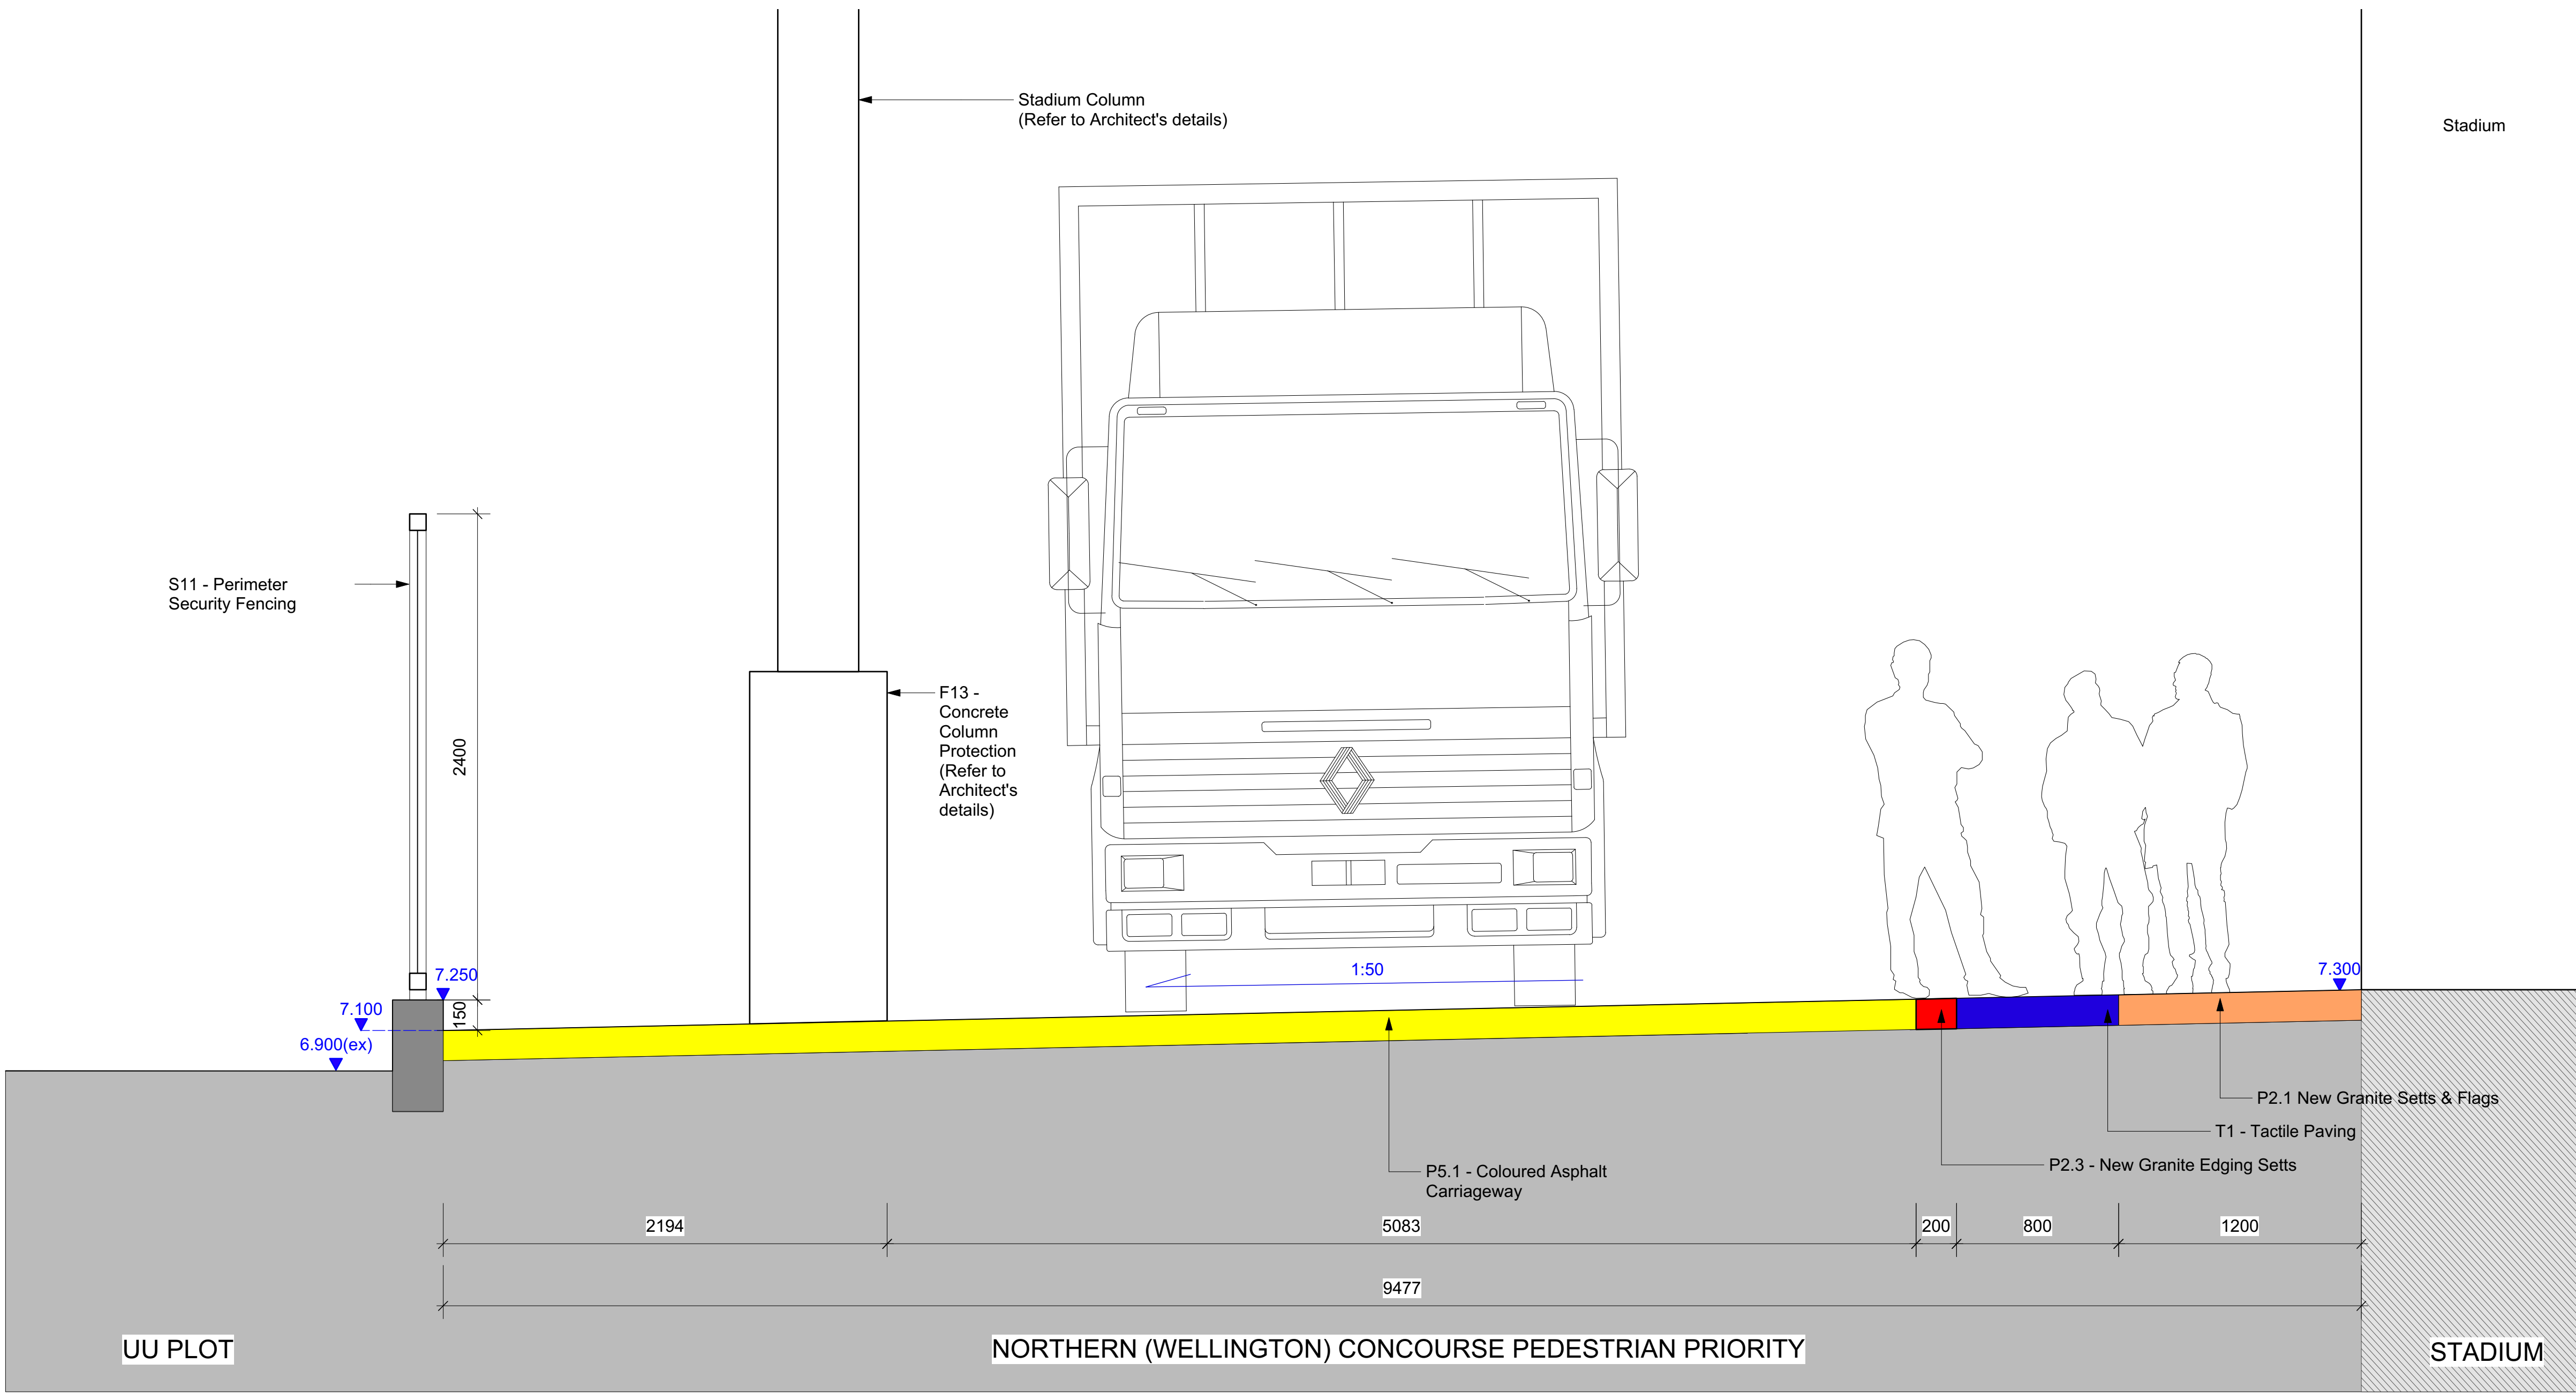 Stadium Column
(Refer to Architect's details)
Stadium
S11 - Perimeter
Security Fencing
2400
F13 -
Concrete
Column
Protection
(Refer to
Architect's
details)
7.250
7.100
150
6.900(ex)
1:50
7.300
P2.1 New Granite Setts & Flags
T1 - Tactile Paving
P2.3 - New Granite Edging Setts
P5.1 - Coloured Asphalt
Carriageway
2194
5083
200
800
1200
9477
UU PLOT
NORTHERN (WELLINGTON) CONCOURSE PEDESTRIAN PRIORITY
STADIUM